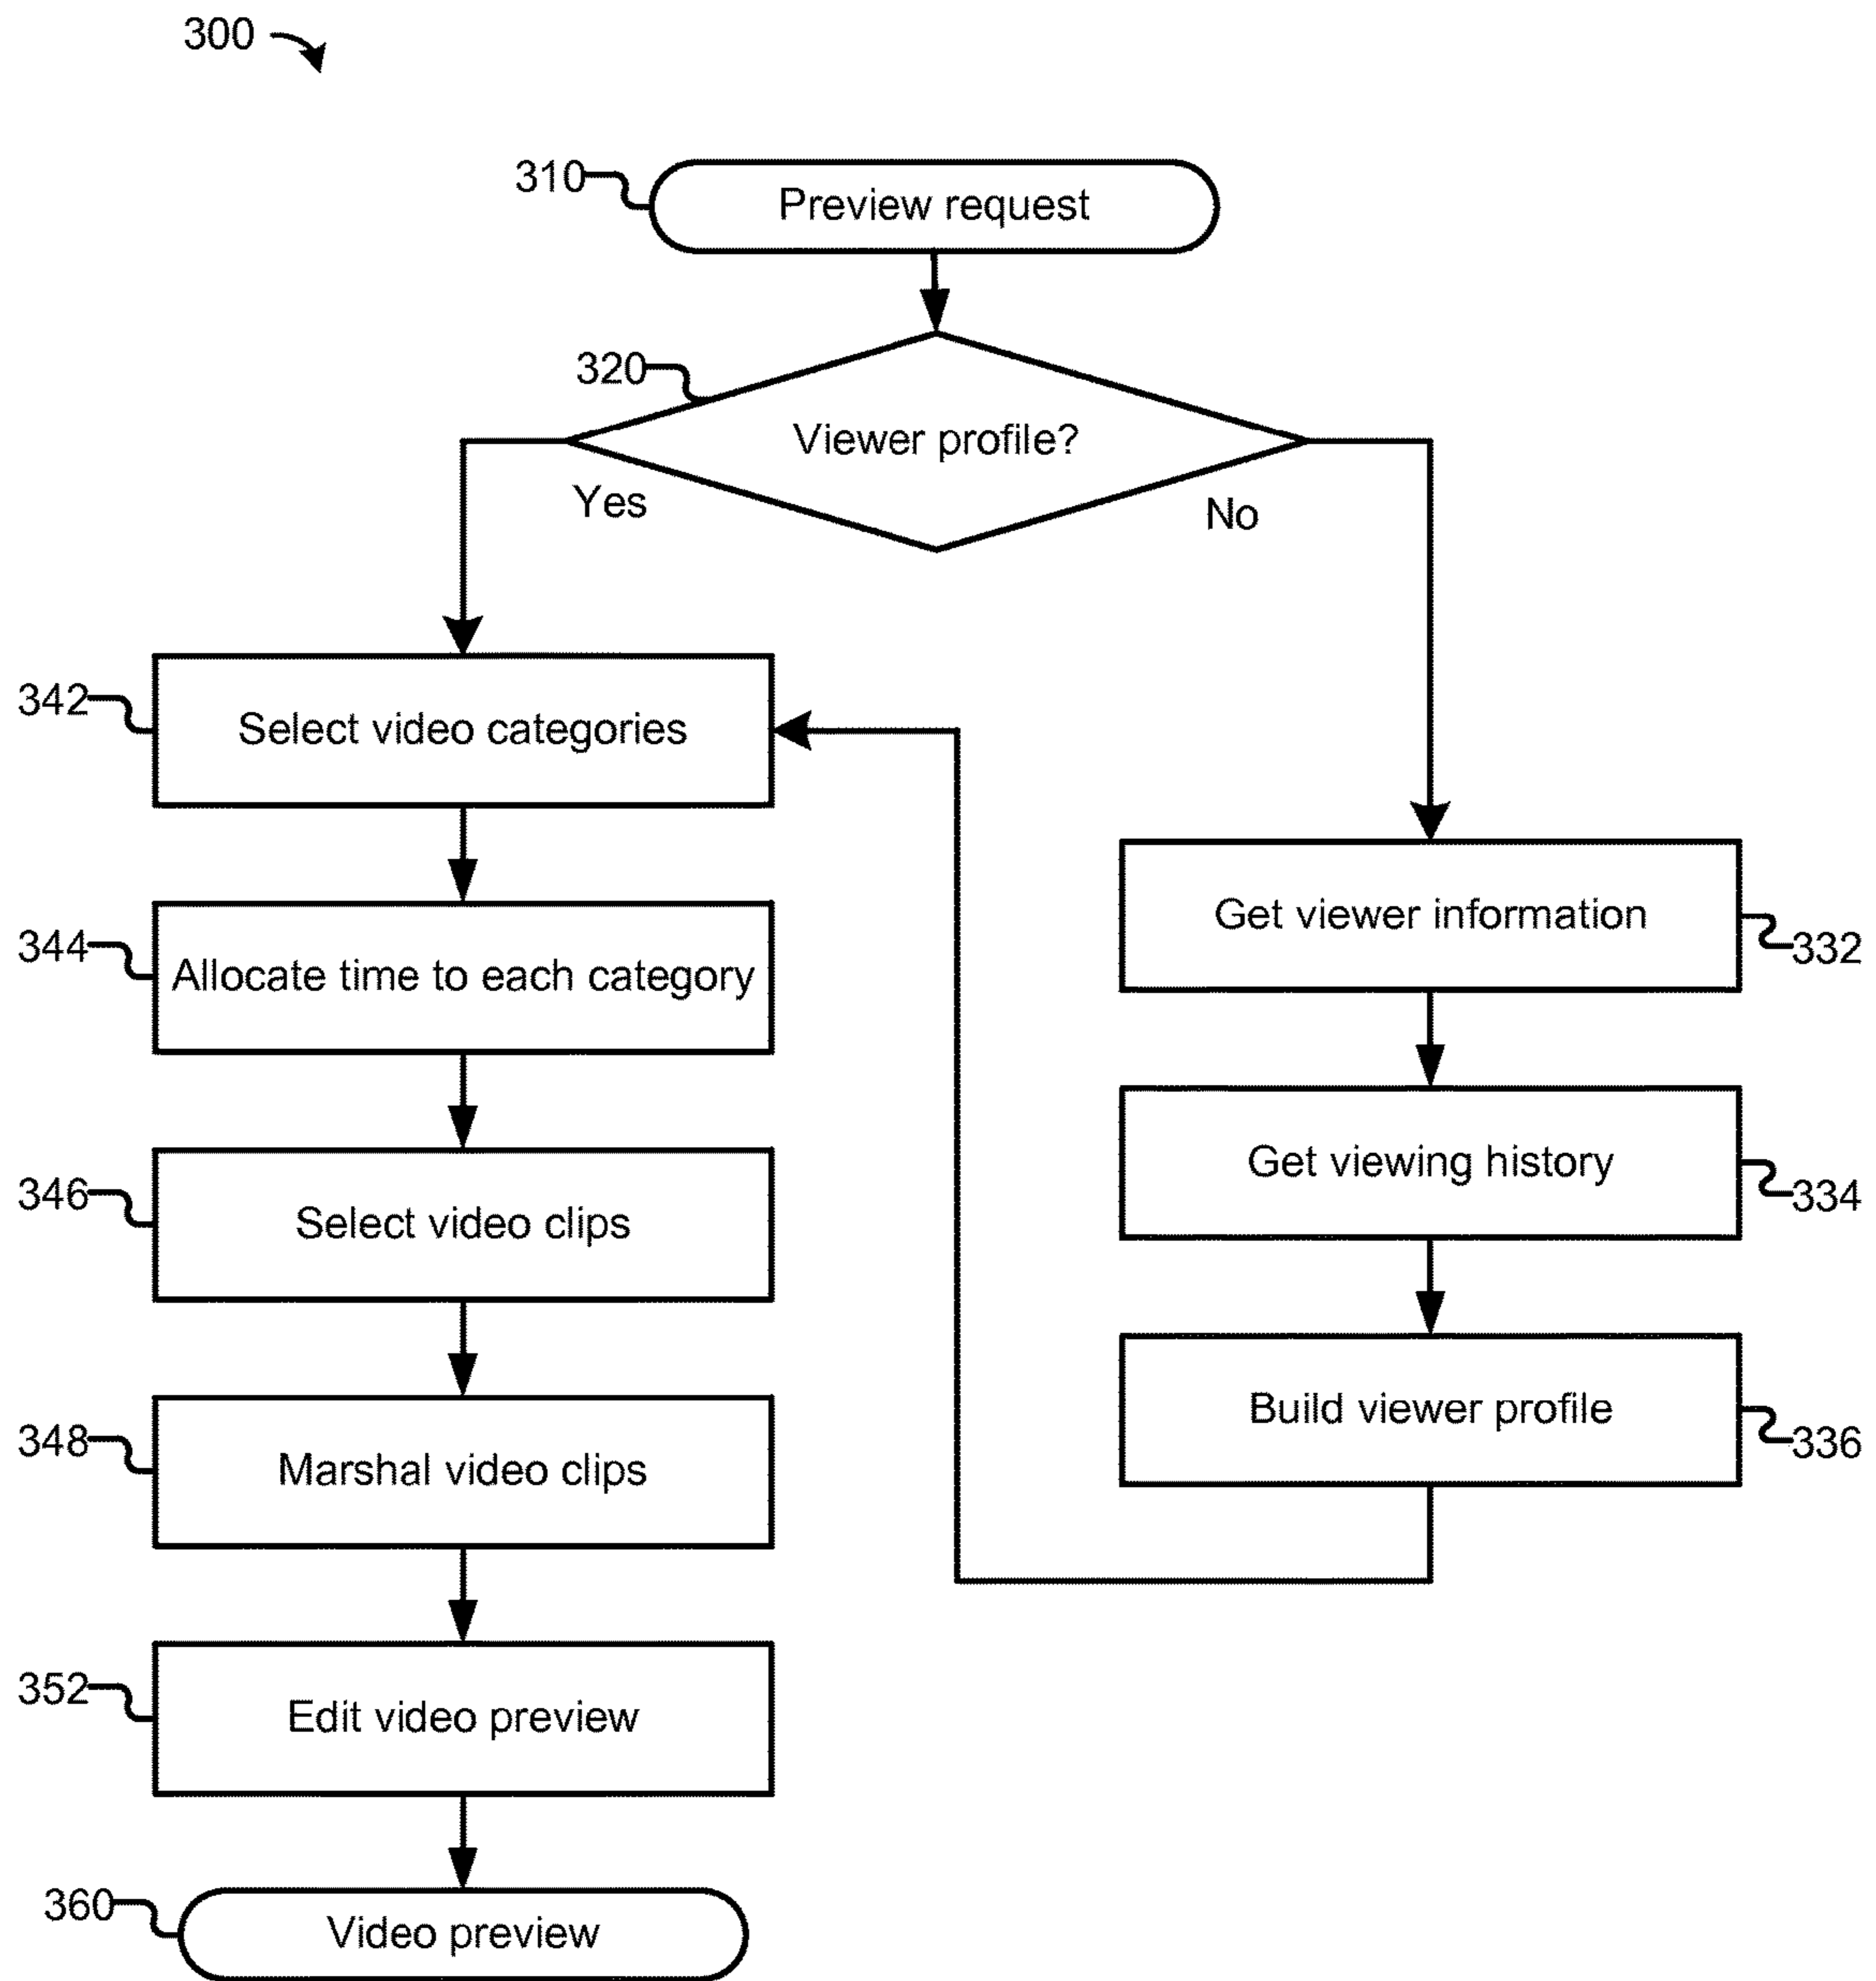 300
310
Preview request
320
Viewer profile?
Yes
No
342
Select video categories
344
Allocate time to each category
346
Select video clips
348
Marshal video clips
352
Edit video preview
360
Video preview
Get viewer information
332
Get viewing history
334
Build viewer profile
336